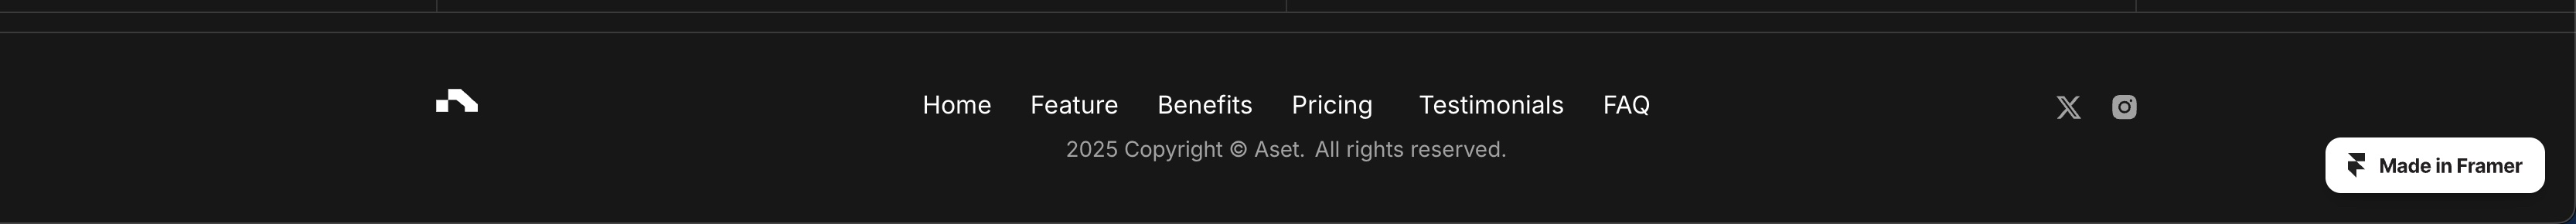 Home Feature Benefits Pricing Testimonials FAQ
2025 Copyright © Aset. All rights reserved.
Made in Framer